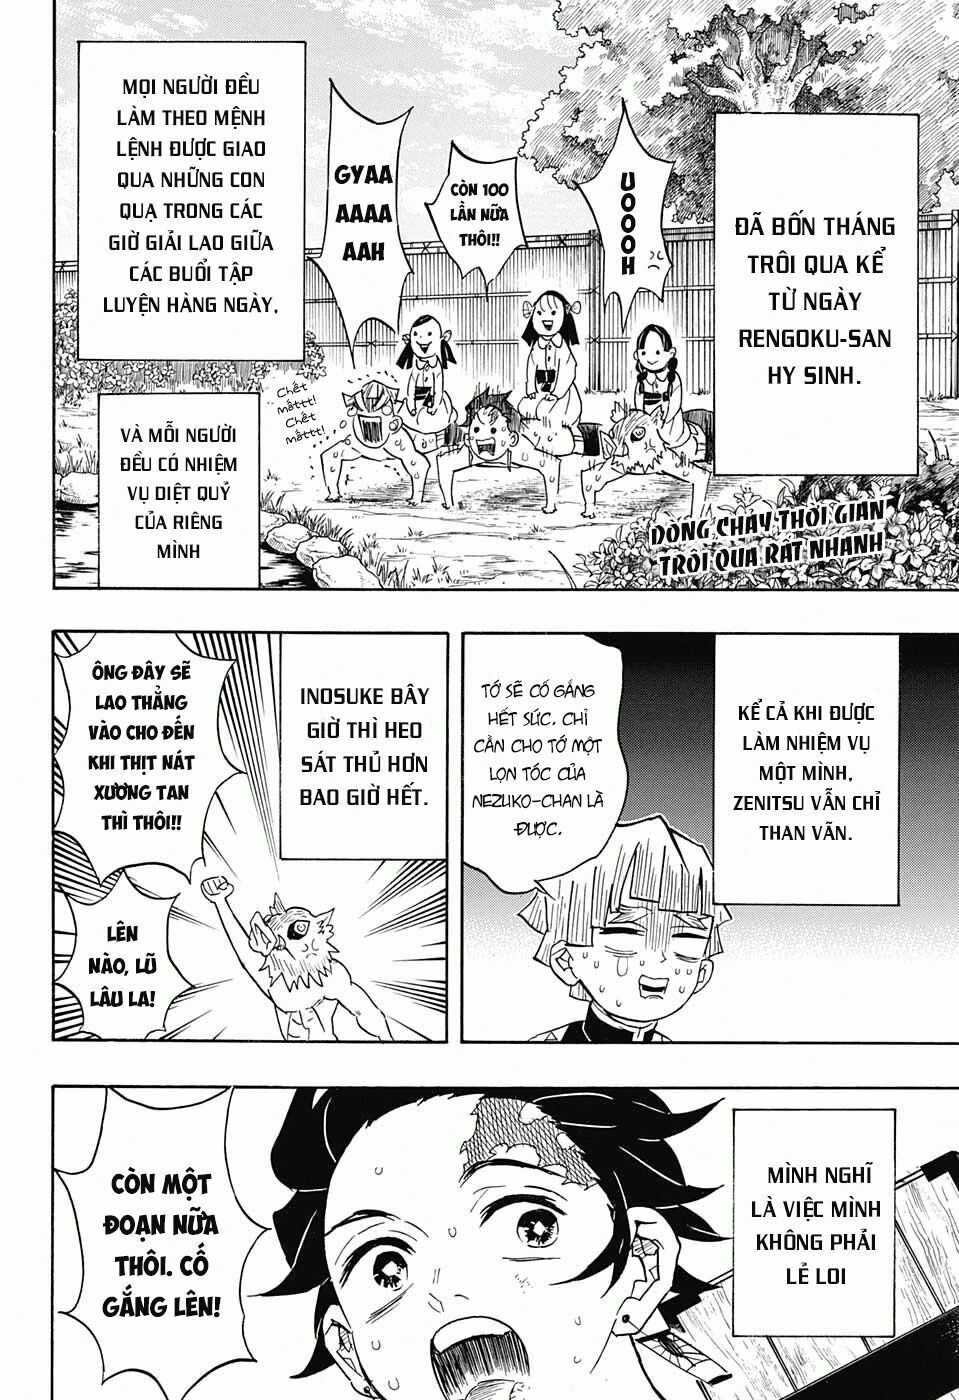 ĐÃ BỐN THÁNG
TRÔI QUA KỂ
TỪ NGÀY
RENGOKU-SAN
HY SINH.
UOOOH
CÒN 100
LẦN NỮA
THÔI!!
GYAA
AAAA
AAH
MỌI NGƯỜI ĐỀU
LÀM THEO MỆNH
LỆNH ĐƯỢC GIAO
QUA NHỮNG CON
QUẠ TRONG CÁC
GIỜ GIẢI LAO GIỮA
CÁC BUỔI TẬP
LUYỆN HÀNG NGÀY,
Chết
mấttt!
Chết
mấttt!
VÀ MỖI NGƯỜI
ĐỀU CÓ NHIỆM
VỤ DIỆT QUỶ
CỦA RIÊNG
MÌNH
DÒNG CHẢY THỜI GIAN
TRÔI QUA RẤT NHANH
KỂ CẢ KHI ĐƯỢC
LÀM NHIỆM VỤ
MỘT MÌNH,
ZENITSU VẪN CHỈ
THAN VÃN.
TỚ SẼ CỐ GẮNG
HẾT SỨC. CHỈ
CẦN CHO TỚ MỘT
LỌN TÓC CỦA
NEZUKO-CHAN LÀ
ĐƯỢC.
INOSUKE BÂY
GIỜ THÌ HEO
SÁT THỦ HƠN
BAO GIỜ HẾT.
ÔNG ĐÂY SẼ
LAO THẲNG
VÀO CHO ĐẾN
KHI THỊT NÁT
XƯƠNG TAN
THÌ THÔI!!
LÊN
NÀO, LŨ
LÂU LA!
MÌNH NGHĨ
LÀ VIỆC MÌNH
KHÔNG PHẢI
LẺ LOI
CÒN MỘT
ĐOẠN NỮA
THÔI. CỐ
GẮNG LÊN!